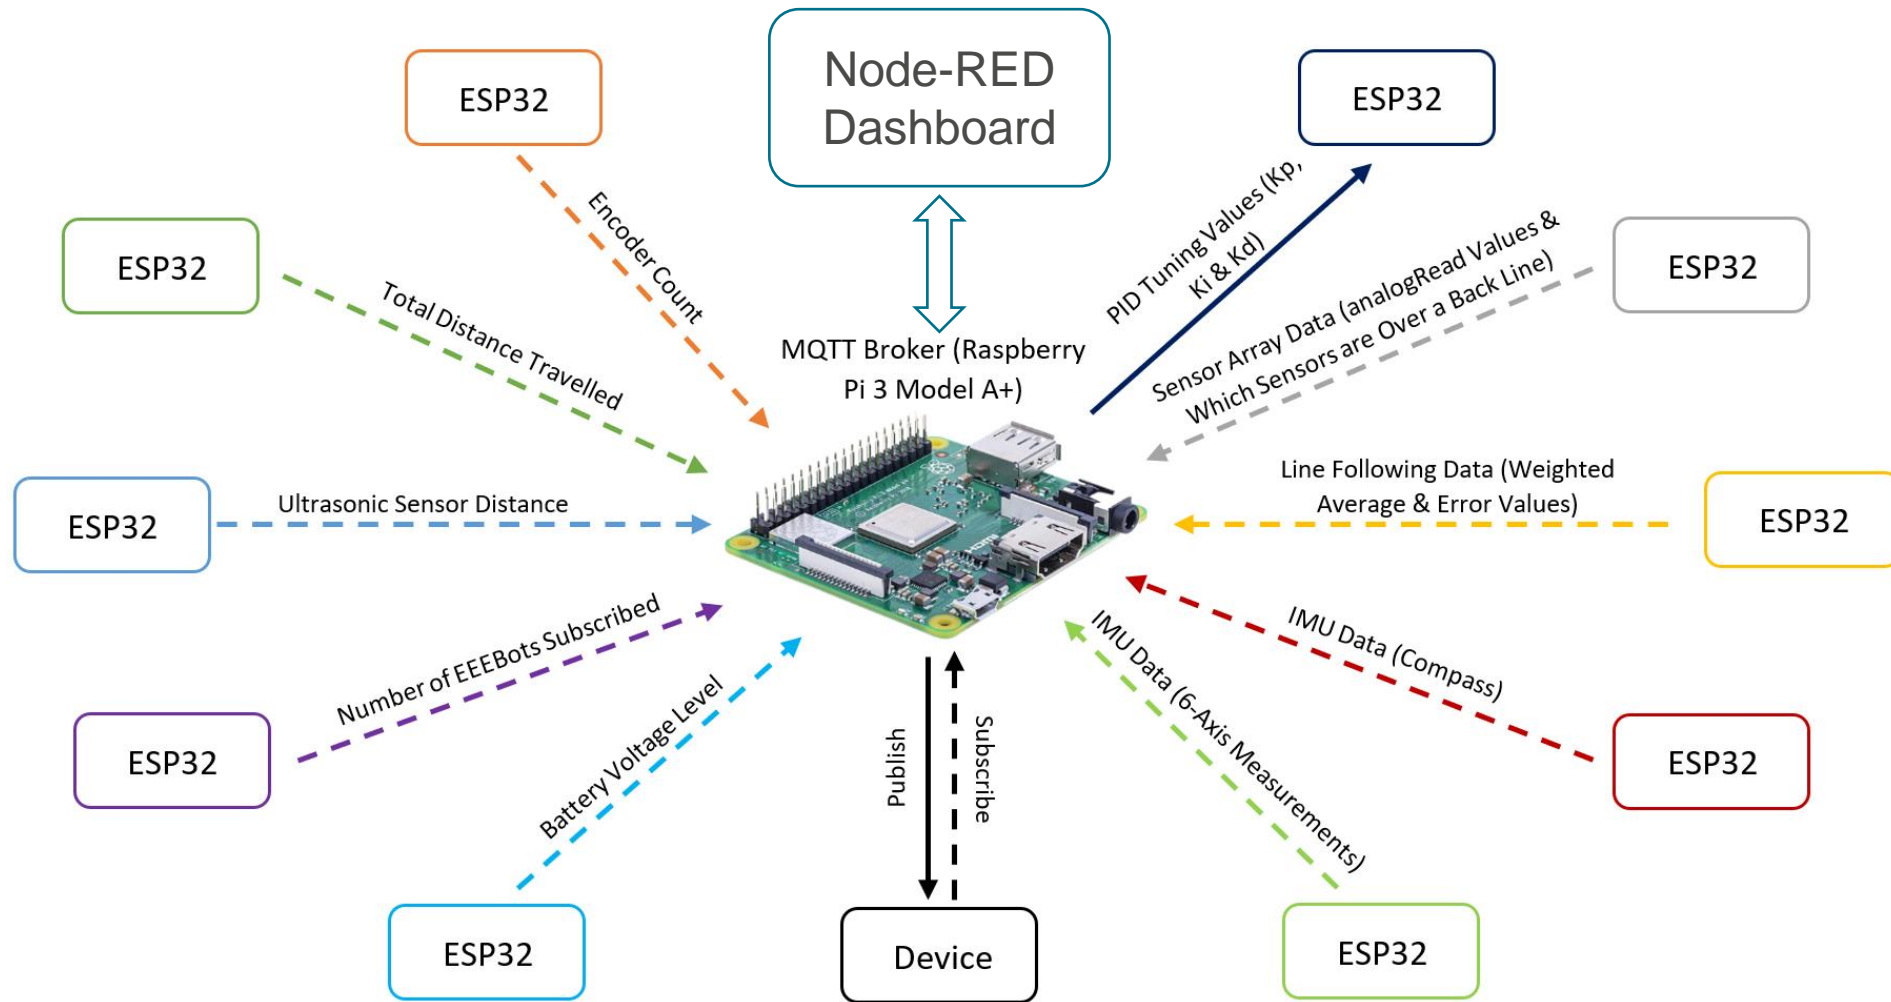 Node-RED
Dashboard
ESP32
ESP32
ESP32
ESP32
Encoder Count
PID Tuning Values (Kp,
Ki & Kd)
Total Distance Travelled
Sensor Array Data (analogRead Values &
Which Sensors are Over a Back Line)
MQTT Broker (Raspberry
Pi 3 Model A+)
ESP32
Ultrasonic Sensor Distance
Line Following Data (Weighted
Average & Error Values)
ESP32
Number of EEEBots Subscribed
IMU Data (Compass)
ESP32
Battery Voltage Level
Publish
Subscribe
IMU Data (6-Axis Measurements)
ESP32
ESP32
Device
ESP32